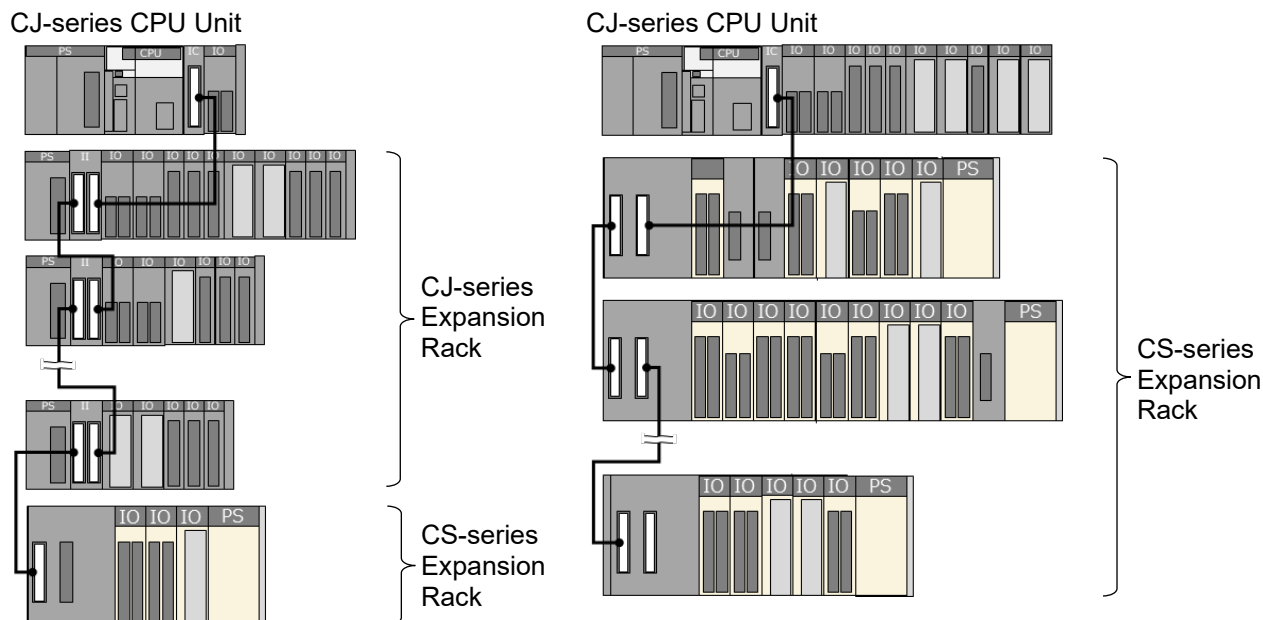 CJ-series CPU Unit
PS CPU IC IO
PS II IO IO IO IO IO IO IO IO IO IO
PS II IO IO IO IO IO IO
PS II IO IO IO IO IO
CJ-series
Expansion
Rack
IO IO IO PS
CS-series
Expansion
Rack
CJ-series CPU Unit
PS CPU IC IO IO IO IO IO IO IO IO IO IO
IO IO IO IO IO PS
IO IO IO IO IO IO IO IO IO PS
IO IO IO IO IO PS
CS-series
Expansion
Rack